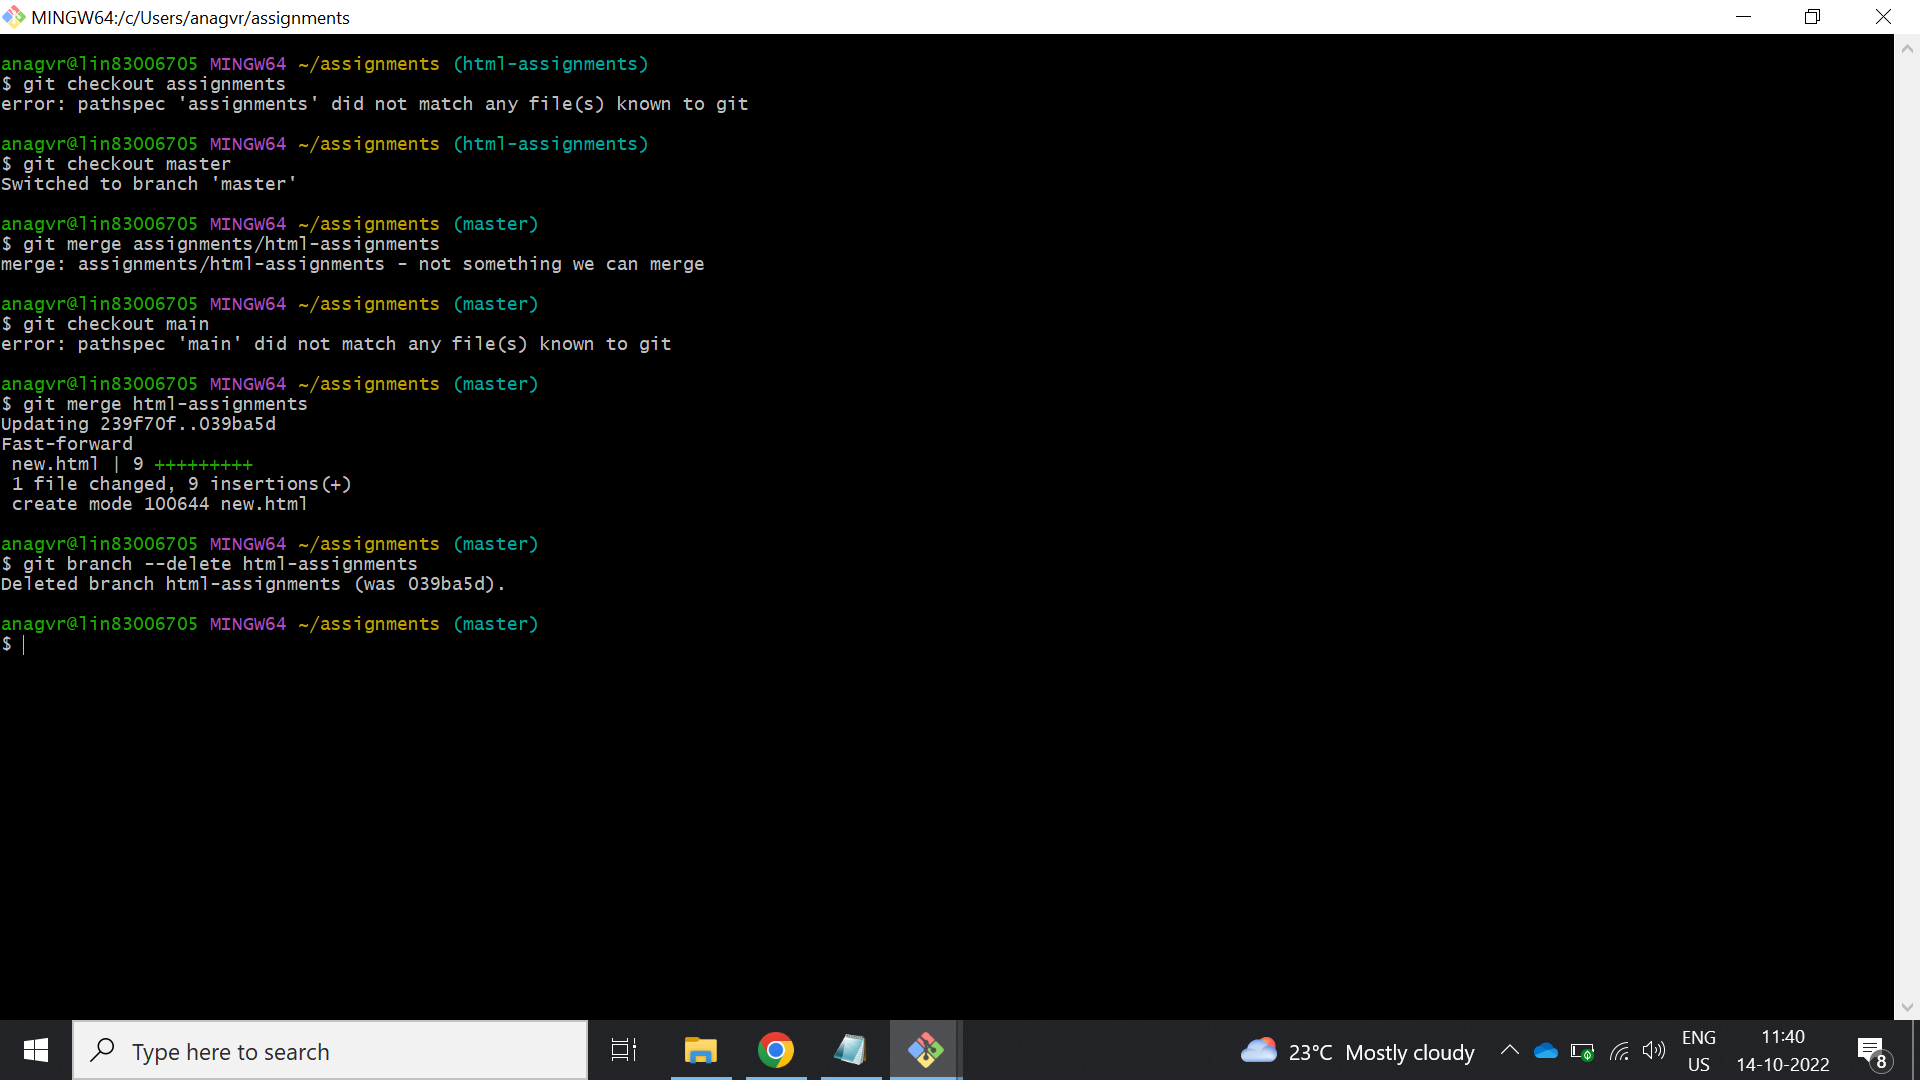 MINGW64:/c/Users/anagvr/assignments
anagvr@lin83006705 MINGW64 ~/assignments (html-assignments)
$ git checkout assignments
error: pathspec 'assignments' did not match any file(s) known to git
anagvr@lin83006705 MINGW64 ~/assignments (html-assignments)
$ git checkout master
Switched to branch 'master'
anagvr@lin83006705 MINGW64 ~/assignments (master)
$ git merge assignments/html-assignments
merge: assignments/html-assignments - not something we can merge
anagvr@lin83006705 MINGW64 ~/assignments (master)
$ git checkout main
error: pathspec 'main' did not match any file(s) known to git
anagvr@lin83006705 MINGW64 ~/assignments (master)
$ git merge html-assignments
Updating 239f70f..039ba5d
Fast-forward
new.html | 9 +++++++++
1 file changed, 9 insertions(+)
create mode 100644 new.html
anagvr@lin83006705 MINGW64 ~/assignments (master)
$ git branch --delete html-assignments
Deleted branch html-assignments (was 039ba5d).
anagvr@lin83006705 MINGW64 ~/assignments (master)
$
Type here to search
23°C Mostly cloudy
ENG
US
11:40
14-10-2022
8